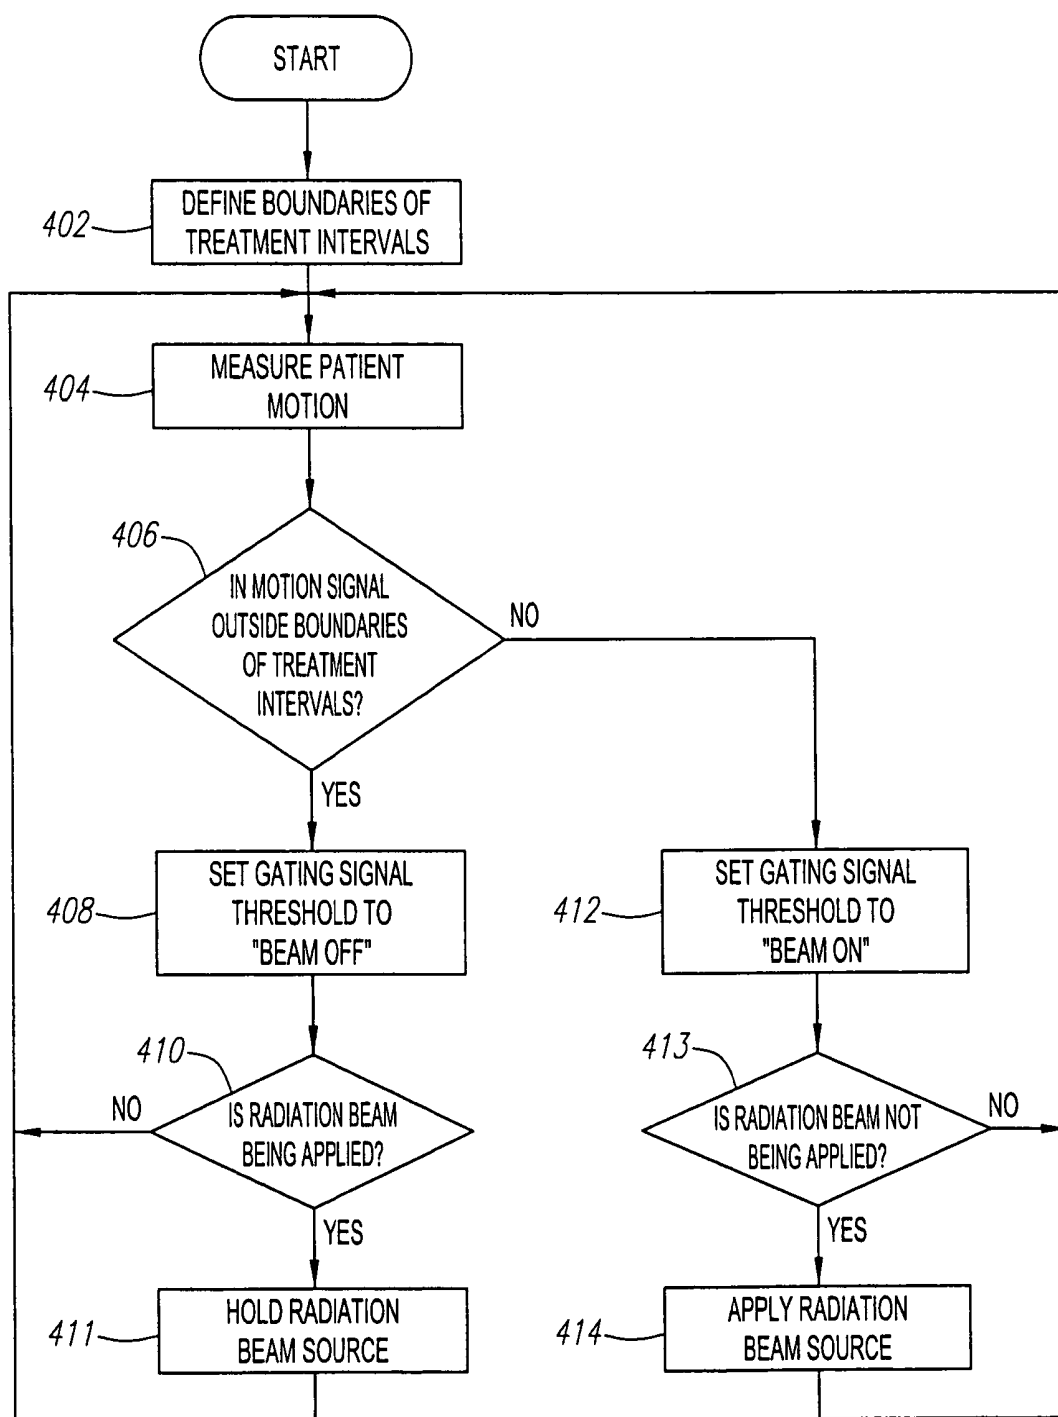 START
402
DEFINE BOUNDARIES OF
TREATMENT INTERVALS
404
MEASURE PATIENT
MOTION
406
IN MOTION SIGNAL
OUTSIDE BOUNDARIES
OF TREATMENT
INTERVALS?
NO
YES
408
SET GATING SIGNAL
THRESHOLD TO
"BEAM OFF"
412
SET GATING SIGNAL
THRESHOLD TO
"BEAM ON"
410
IS RADIATION BEAM
BEING APPLIED?
NO
YES
413
IS RADIATION BEAM NOT
BEING APPLIED?
NO
YES
411
HOLD RADIATION
BEAM SOURCE
414
APPLY RADIATION
BEAM SOURCE